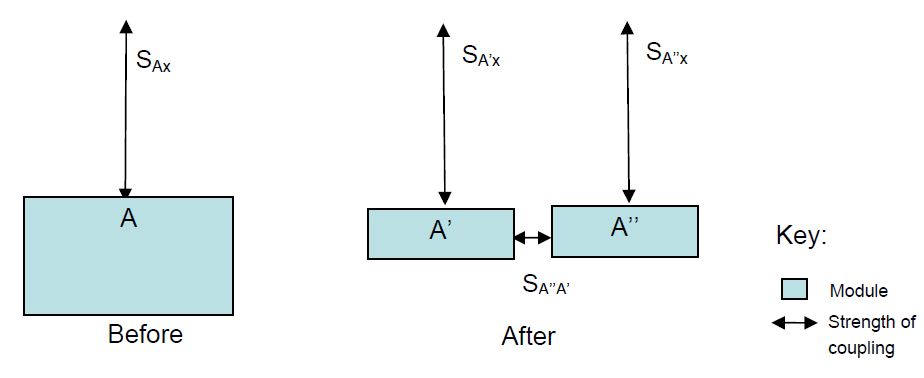 S_Ax
S_A'x
S_A''x
A
A'
A''
S_A''A'
Before
After
Key:
Module
Strength of
coupling